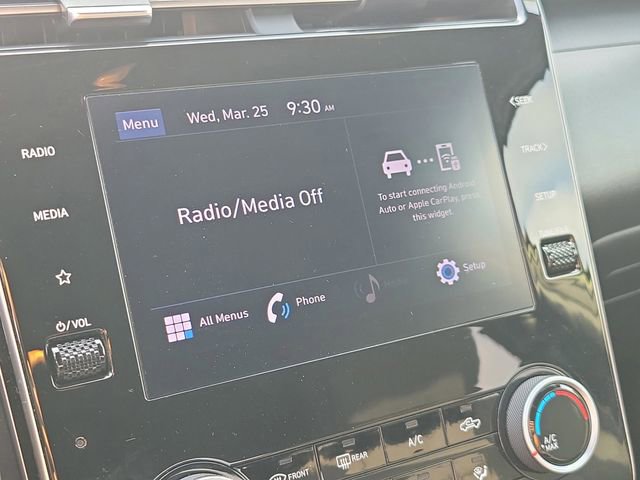 Menu Wed, Mar. 25 9:30 AM
RADIO
MEDIA
Radio/Media Off
To start connecting Android
Auto or Apple CarPlay, press
this widget.
All Menus
Phone
Media
Setup
<SEEK
TRACK>
SETUP
/VOL
FRONT
REAR
A/C
A/C
MAX